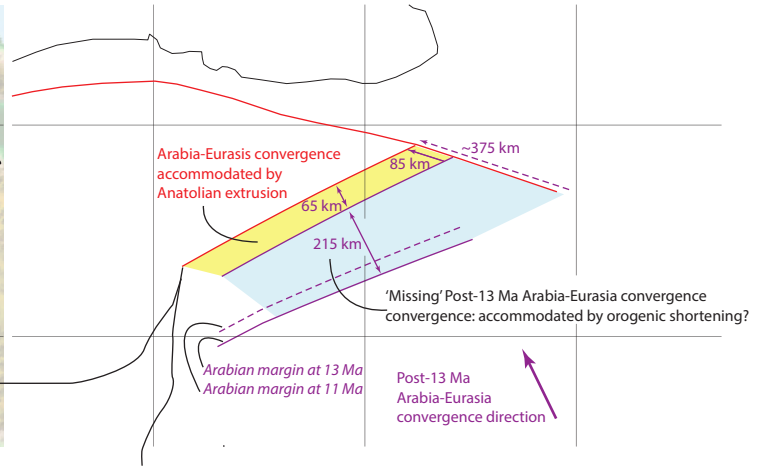 ~375 km
Arabia-Eurasis convergence
accommodated by
Anatolian extrusion
85 km
65 km
215 km
‘Missing’ Post-13 Ma Arabia-Eurasia convergence
convergence: accommodated by orogenic shortening?
Arabian margin at 13 Ma
Arabian margin at 11 Ma
Post-13 Ma
Arabia-Eurasia
convergence direction